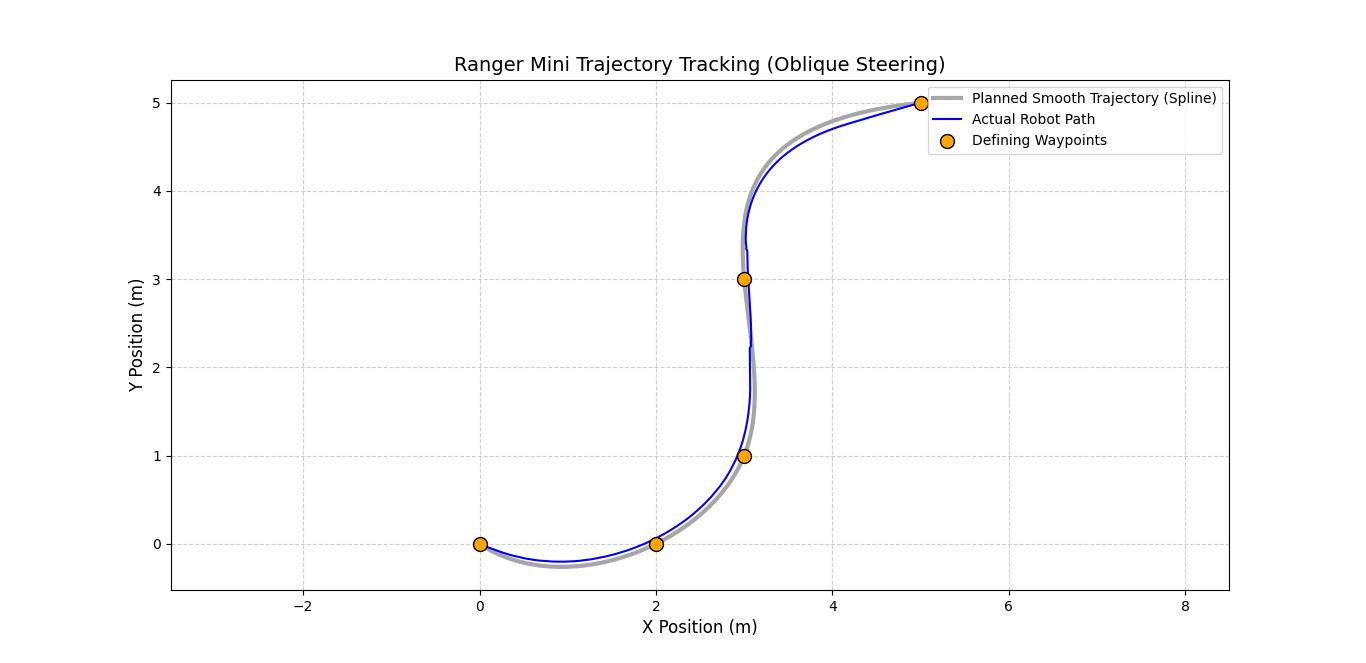 Ranger Mini Trajectory Tracking (Oblique Steering)
Planned Smooth Trajectory (Spline)
Actual Robot Path
Defining Waypoints
Y Position (m)
5
4
3
2
1
0
−2
0
2
4
6
8
X Position (m)